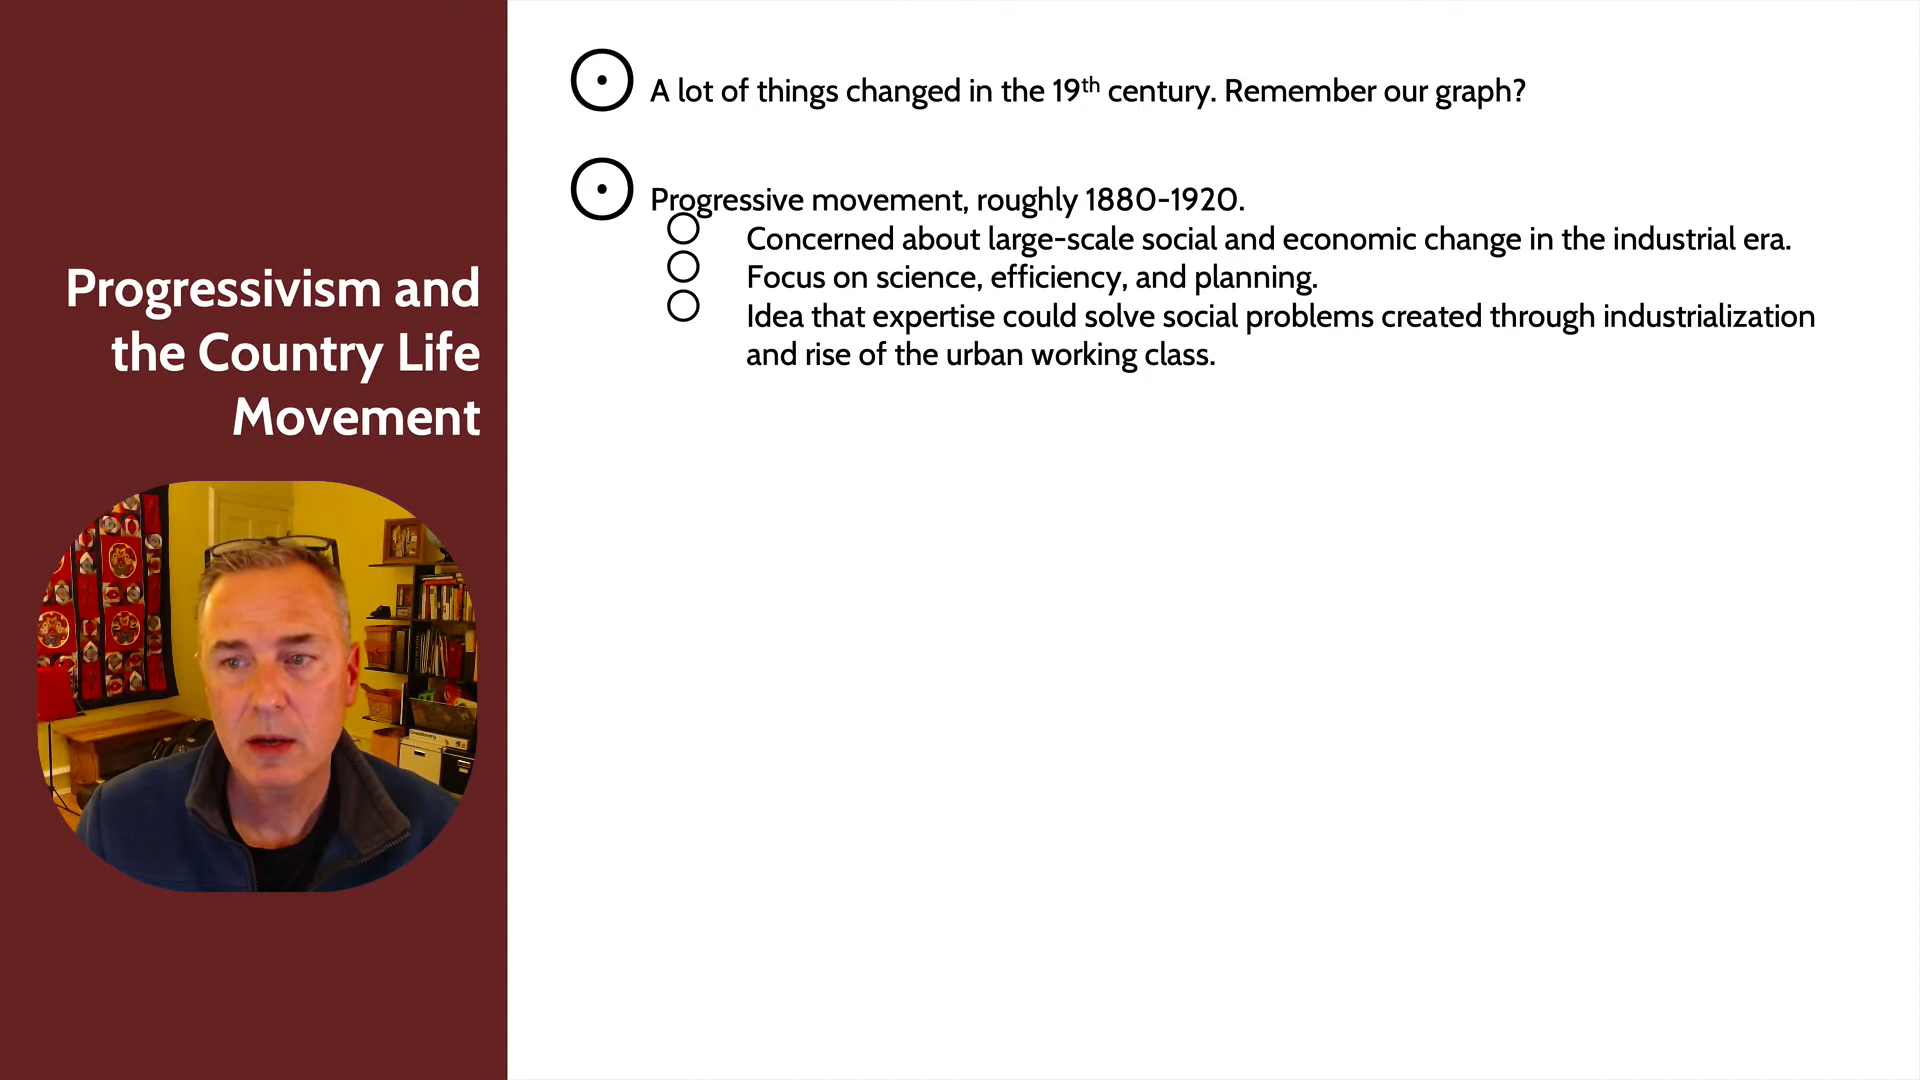 Progressivism and
the Country Life
Movement
A lot of things changed in the 19th century. Remember our graph?
Progressive movement, roughly 1880-1920.
Concerned about large-scale social and economic change in the industrial era.
Focus on science, efficiency, and planning.
Idea that expertise could solve social problems created through industrialization
and rise of the urban working class.